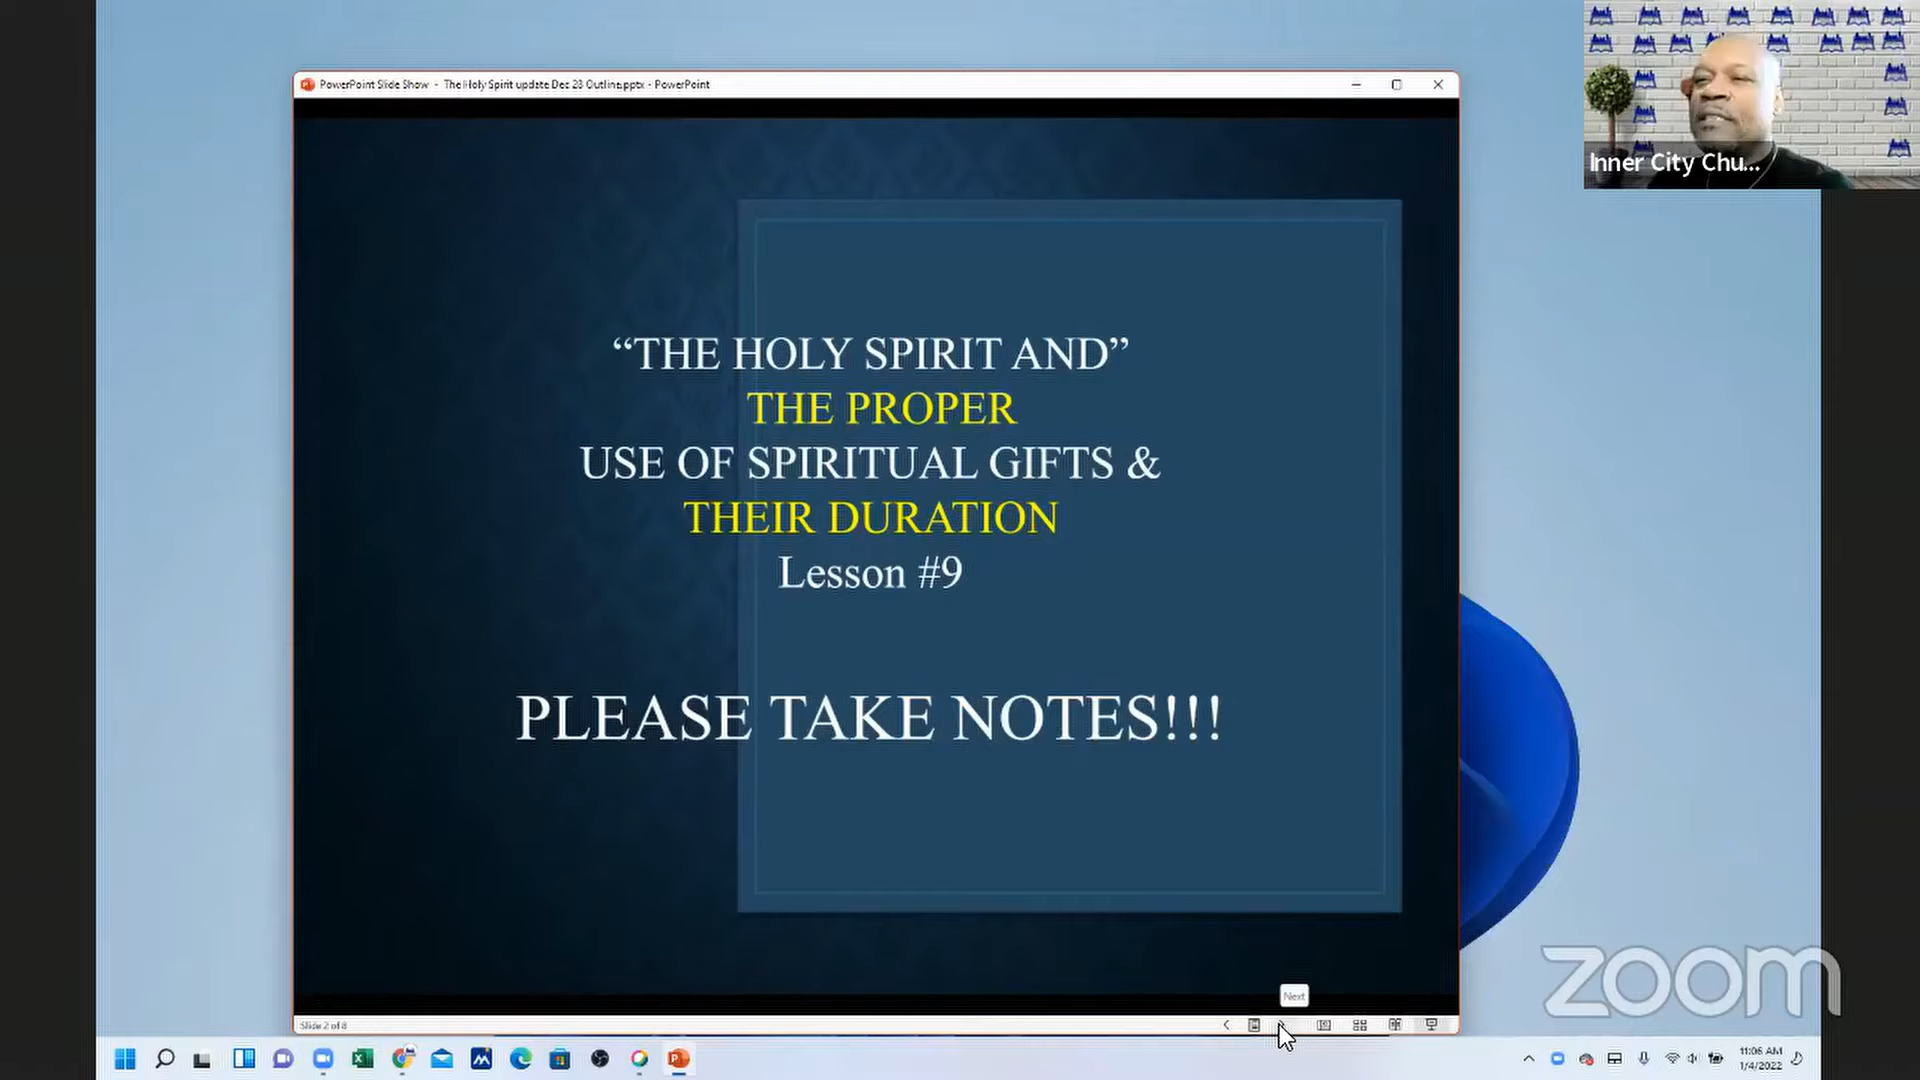 PowerPoint Slide Show - The Holy Spirit update Dec 28 Outline.pptx - PowerPoint
Inner City Chu...
“THE HOLY SPIRIT AND”
THE PROPER
USE OF SPIRITUAL GIFTS &
THEIR DURATION
Lesson #9
PLEASE TAKE NOTES!!!
Next
Slide 2 of 8
zoom
11:06 AM
1/4/2022